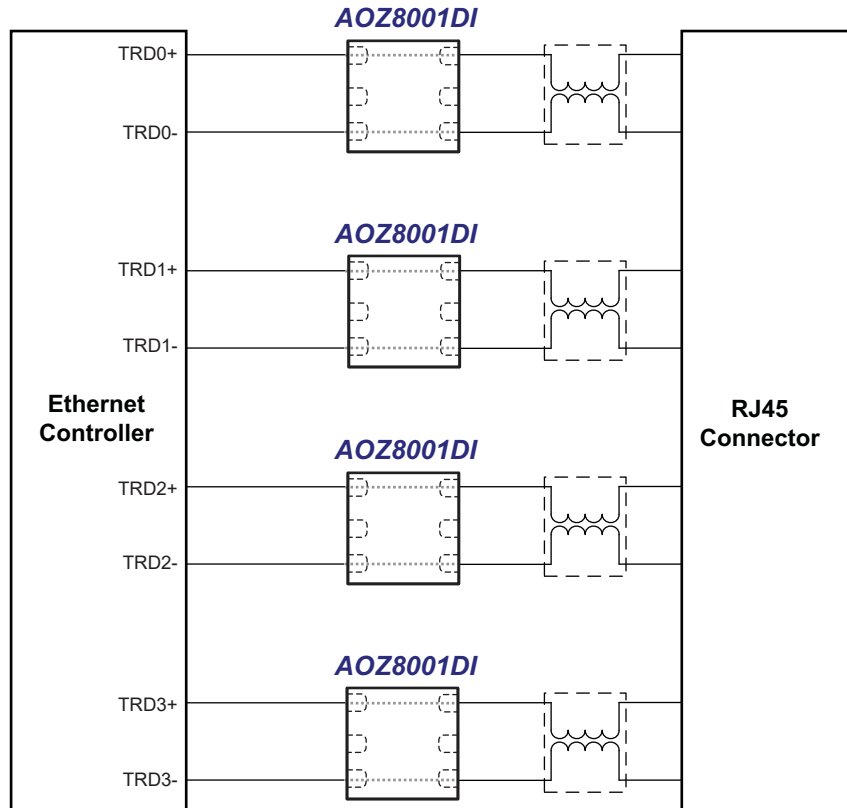 AOZ8001DI
TRD0+
TRD0-
AOZ8001DI
TRD1+
TRD1-
Ethernet
Controller
RJ45
Connector
AOZ8001DI
TRD2+
TRD2-
AOZ8001DI
TRD3+
TRD3-